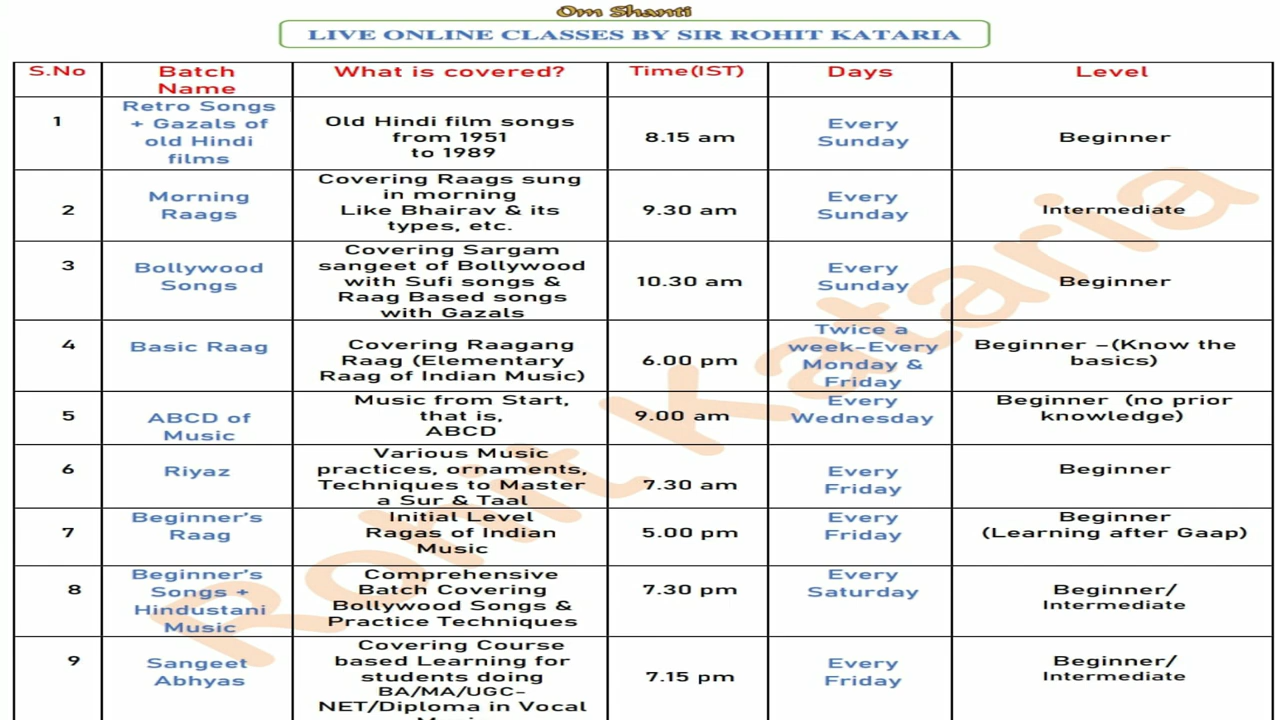 Om Shanti
LIVE ONLINE CLASSES BY SIR ROHIT KATARIA
S.No Batch Name What is covered? Time(IST) Days Level
1 Retro Songs + Gazals of old Hindi films Old Hindi film songs from 1951 to 1989 8.15 am Every Sunday Beginner
2 Morning Raags Covering Raags sung in morning Like Bhairav & its types, etc. 9.30 am Every Sunday Intermediate
3 Bollywood Songs Covering Sargam sangeet of Bollywood with Sufi songs & Raag Based songs with Gazals 10.30 am Every Sunday Beginner
4 Basic Raag Covering Raagang Raag (Elementary Raag of Indian Music) 6.00 pm Twice a week-Every Monday & Friday Beginner –(Know the basics)
5 ABCD of Music Music from Start, that is, ABCD 9.00 am Every Wednesday Beginner (no prior knowledge)
6 Riyaz Various Music practices, ornaments, Techniques to Master a Sur & Taal 7.30 am Every Friday Beginner
7 Beginner's Raag Initial Level Ragas of Indian Music 5.00 pm Every Friday Beginner (Learning after Gaap)
8 Beginner's Songs + Hindustani Music Comprehensive Batch Covering Bollywood Songs & Practice Techniques 7.30 pm Every Saturday Beginner/ Intermediate
9 Sangeet Abhyas Covering Course based Learning for students doing BA/MA/UGC-NET/Diploma in Vocal 7.15 pm Every Friday Beginner/ Intermediate
Rohit Kataria